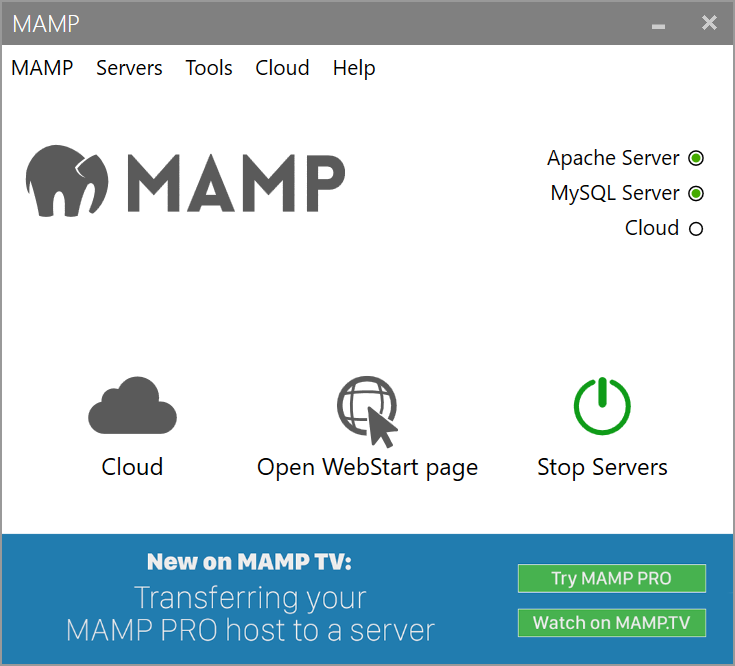 MAMP
MAMP Servers Tools Cloud Help
MAMP
Apache Server
MySQL Server
Cloud
Cloud
Open WebStart page
Stop Servers
New on MAMP TV:
Transferring your
MAMP PRO host to a server
Try MAMP PRO
Watch on MAMP.TV